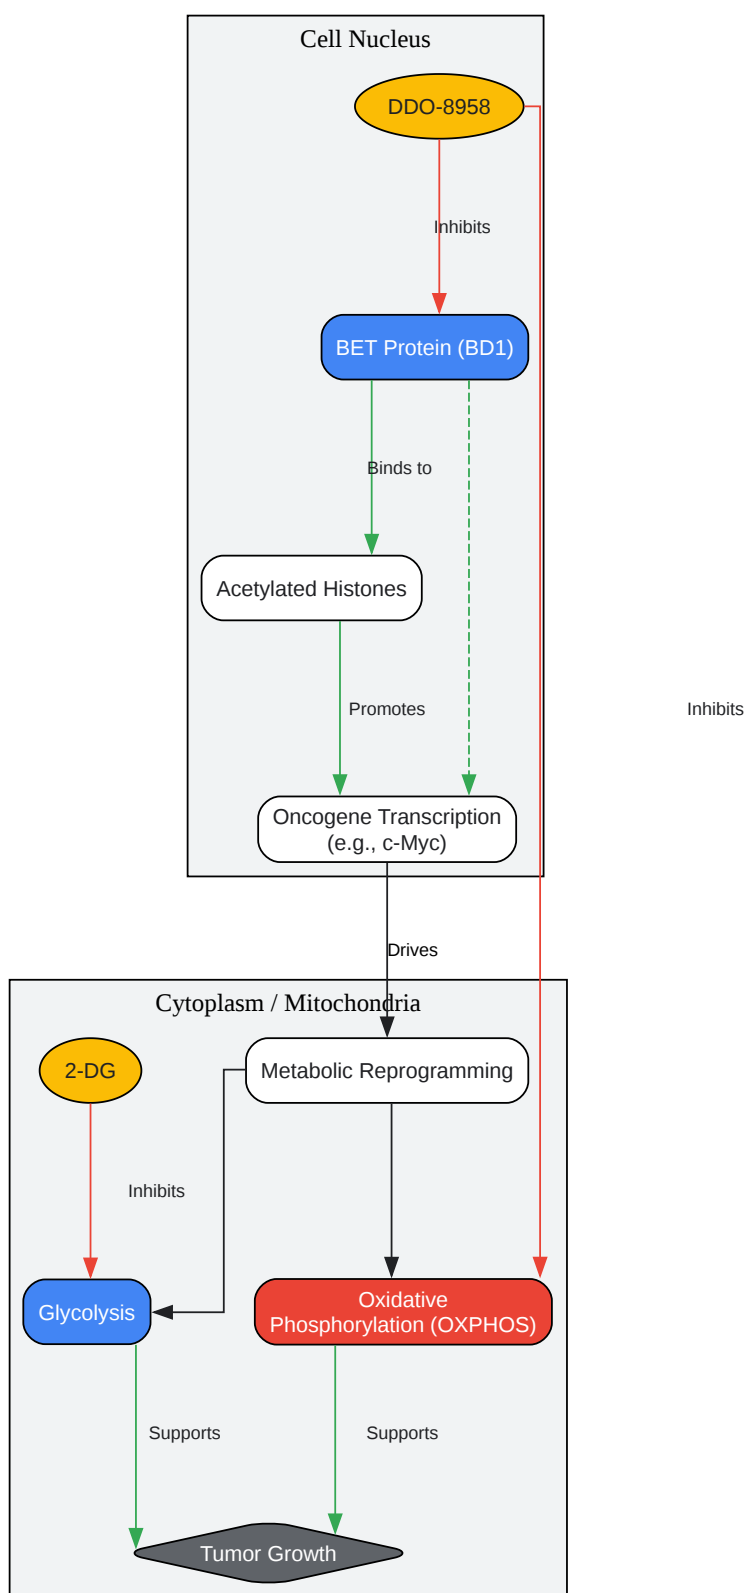 Cell Nucleus
DDO-8958
Inhibits
BET Protein (BD1)
Binds to
Acetylated Histones
Promotes
Inhibits
Oncogene Transcription
(e.g., c-Myc)
Drives
Cytoplasm / Mitochondria
2-DG
Metabolic Reprogramming
Inhibits
Glycolysis
Oxidative
Phosphorylation (OXPHOS)
Supports
Supports
Tumor Growth